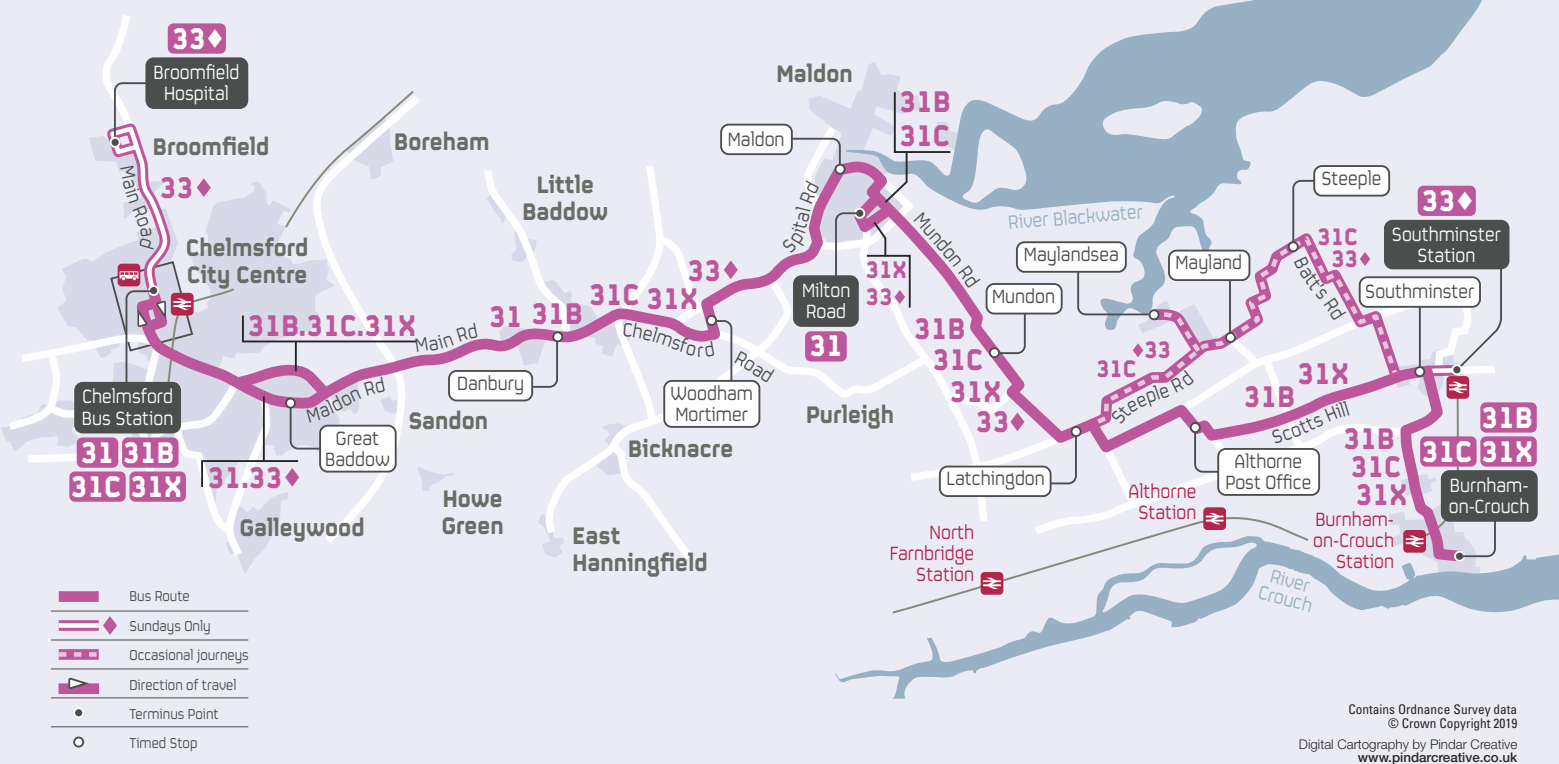 33♦
Broomfield
Hospital
Broomfield
Main Road
33♦
Chelmsford
City Centre
Boreham
Little
Baddow
Maldon
Maldon
31B
31C
Spital Rd
River Blackwater
Mundon Rd
Steeple
31C
33♦
Batt's Rd
33♦
Southminster
Station
Southminster
Maylandsea
Mayland
Mundon
31X
33♦
Milton
Road
31
31B.31C.31X
Main Rd
31
31B
31C
31X
33♦
Chelmsford
Road
Danbury
Woodham
Mortimer
Maldon Rd
Sandon
Great
Baddow
Chelmsford
Bus Station
31
31B
31C
31X
31.33♦
Galleywood
Howe
Green
East
Hanningfield
Bicknacre
Purleigh
31B
31C
31X
33♦
♦33
31C
Steeple Rd
Latchingdon
31B
31X
Scotts Hill
Althorne
Post Office
31B
31C
31X
31B
31C
31X
Burnham-
on-Crouch
Althorne
Station
North
Farnbridge
Station
Burnham-
on-Crouch
Station
River
Crouch
Bus Route
Sundays Only
Occasional journeys
Direction of travel
Terminus Point
Timed Stop
Contains Ordnance Survey data
© Crown Copyright 2019
Digital Cartography by Pindar Creative
www.pindarcreative.co.uk